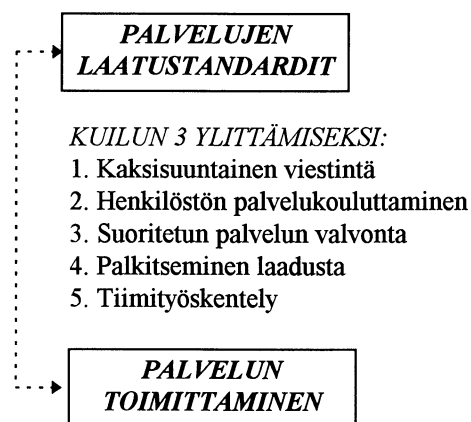 PALVELUJEN
LAATUSTANDARDIT
KUILUN 3 YLITTÄMISEKSI:
1. Kaksisuuntainen viestintä
2. Henkilöstön palvelukouluttaminen
3. Suoritetun palvelun valvonta
4. Palkitseminen laadusta
5. Tiimityöskentely
PALVELUN
TOIMITTAMINEN